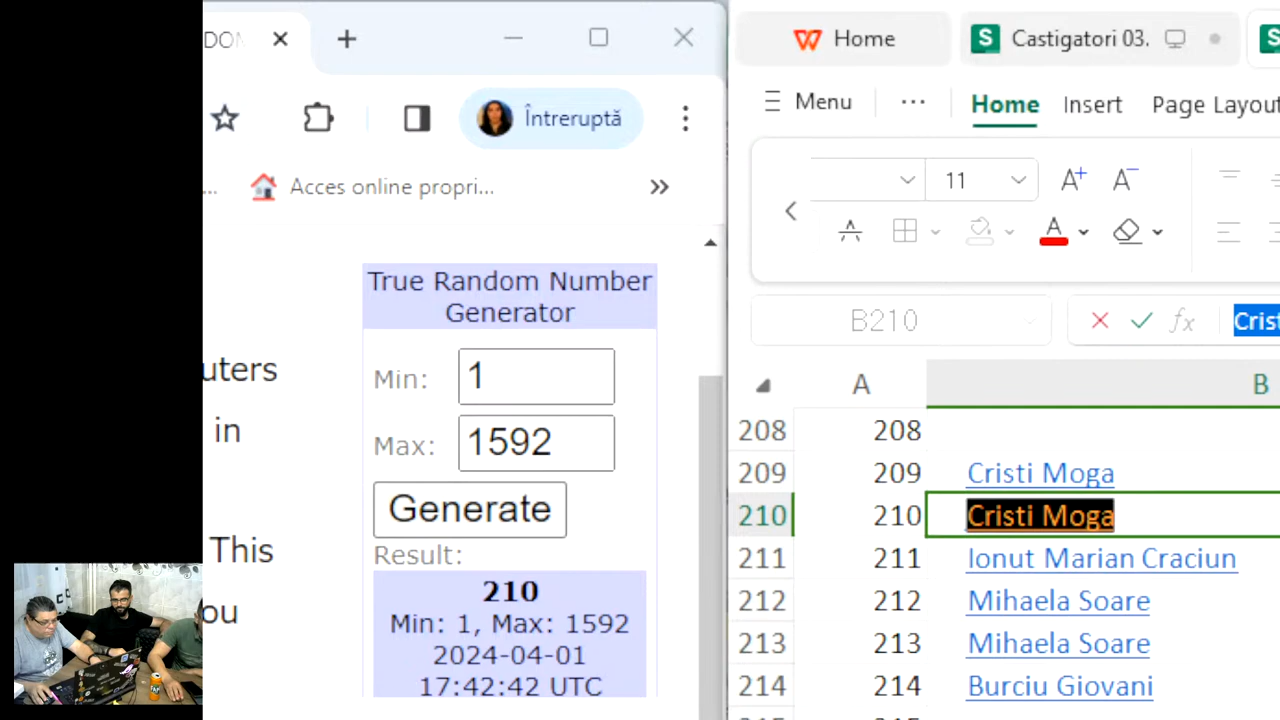 Home
Castigatori 03.
Menu
...
Home
Insert
Page Layou
Întreruptă
... Acces online propri... »
11
A+ A-
A
B210
fx
Crist
True Random Number
Generator
Min: 1
Max: 1592
Generate
Result:
210
Min: 1, Max: 1592
2024-04-01
17:42:42 UTC
uters
in
This
ou
A B
208 208
209 209 Cristi Moga
210 210 Cristi Moga
211 211 Ionut Marian Craciun
212 212 Mihaela Soare
213 213 Mihaela Soare
214 214 Burciu Giovani